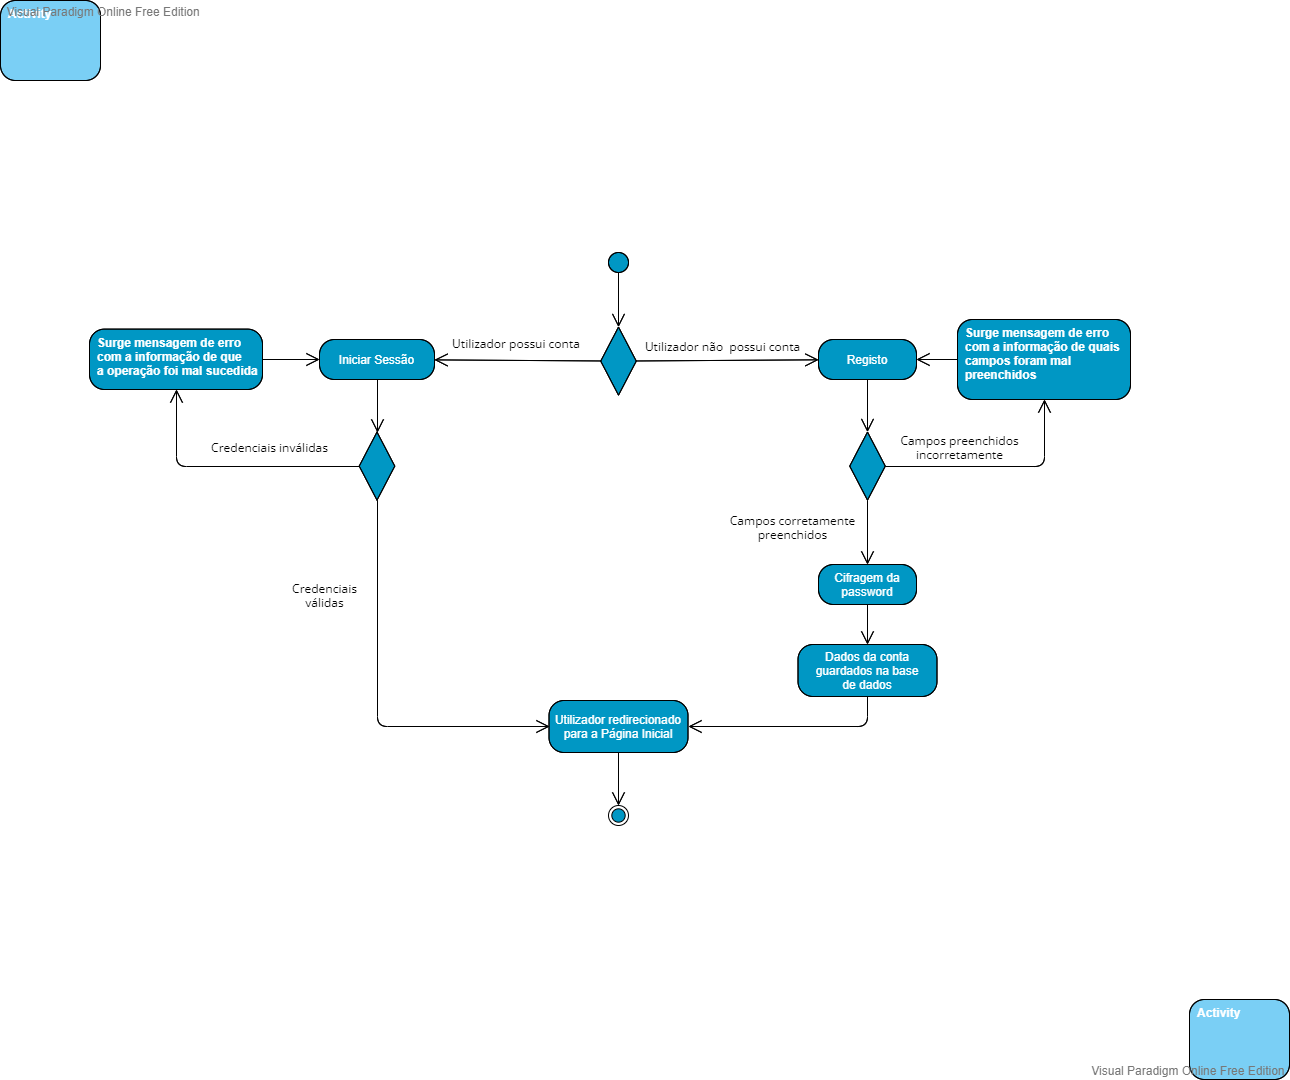 Activity
Visual Paradigm Online Free Edition
Surge mensagem de erro
com a informação de que
a operação foi mal sucedida
Iniciar Sessão
Utilizador possui conta
Utilizador não  possui conta
Registo
Surge mensagem de erro
com a informação de quais
campos foram mal
preenchidos
Credenciais inválidas
Campos preenchidos
incorretamente
Campos corretamente
preenchidos
Credenciais
válidas
Cifragem da
password
Dados da conta
guardados na base
de dados
Utilizador redirecionado
para a Página Inicial
Activity
Visual Paradigm Online Free Edition